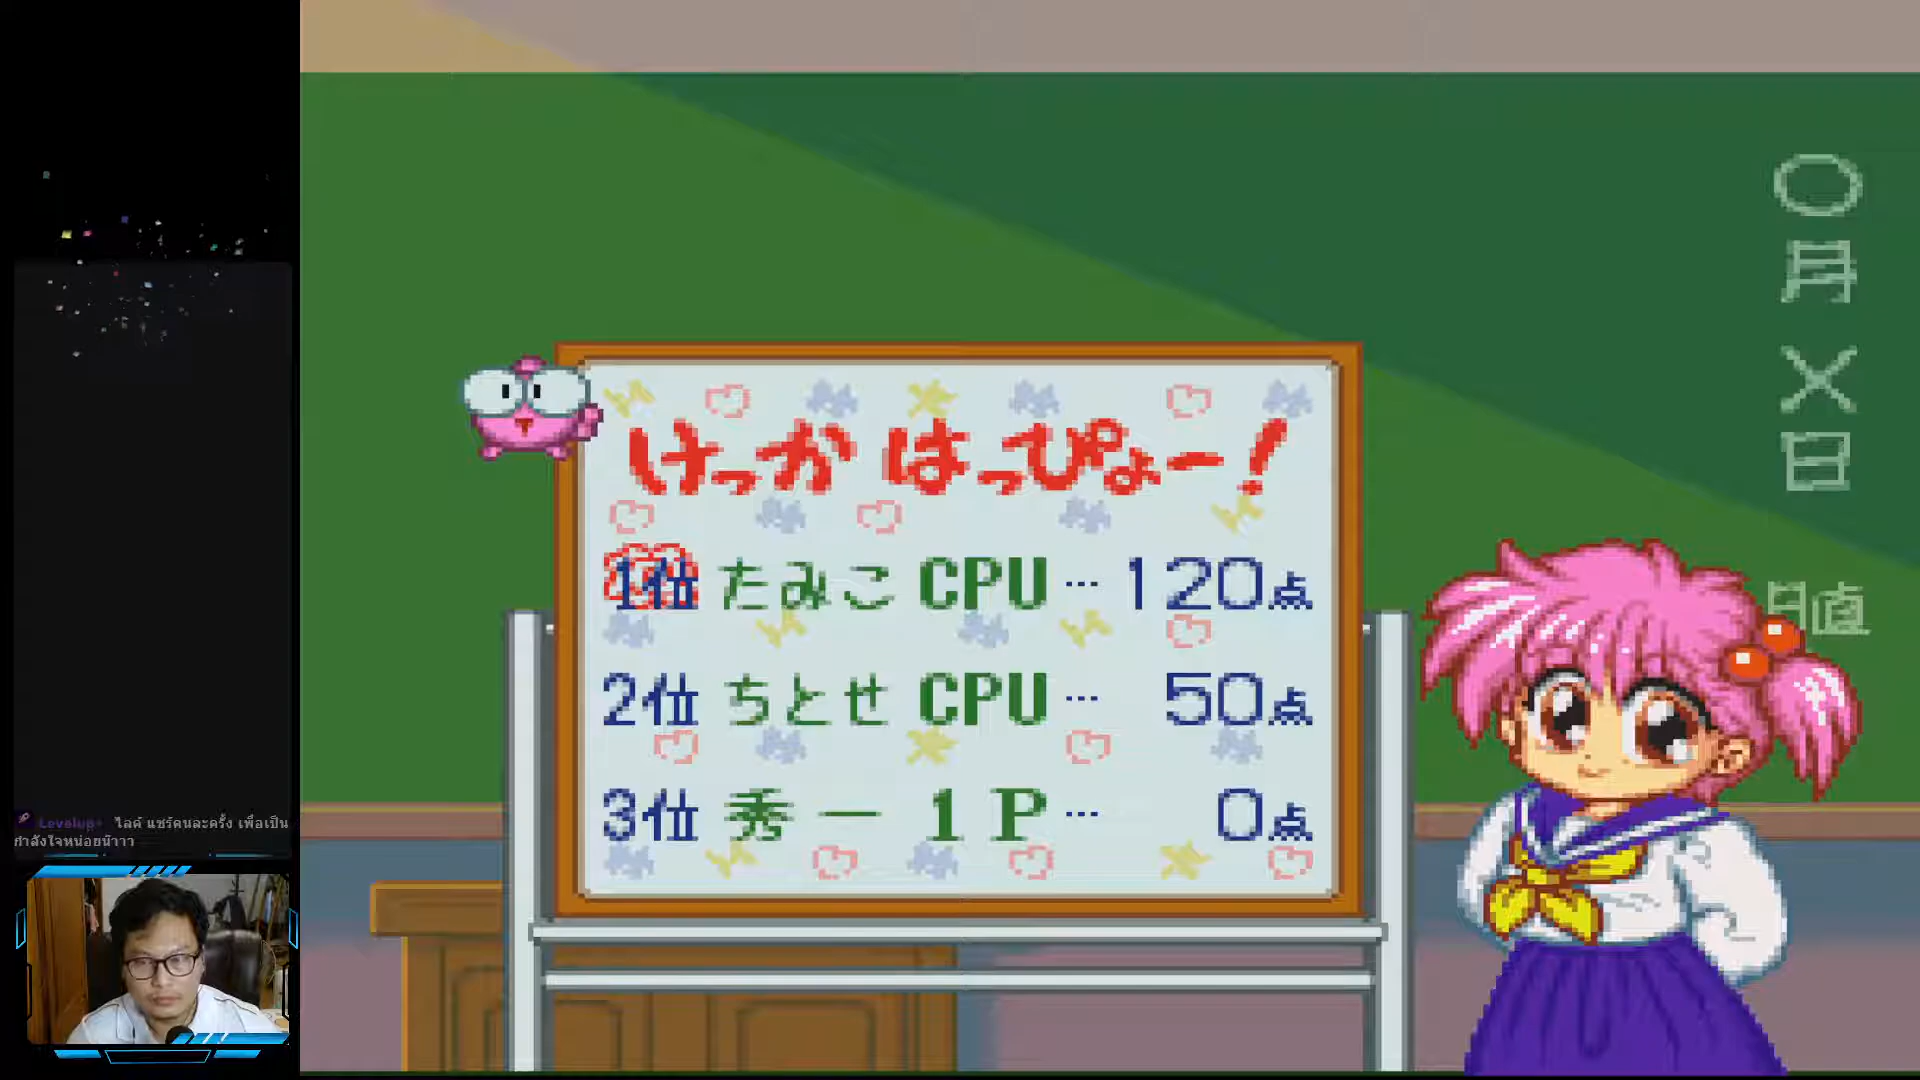 〇月
×日
直
けっか はっぴょー!
1位 たみこ CPU … 120点
2位 ちとせ CPU … 50点
3位 秀一 1P … 0点
Levelup+ ไลค์ แชร์คนละครั้ง เพื่อเป็น
กำลังใจหน่อยน๊าาา